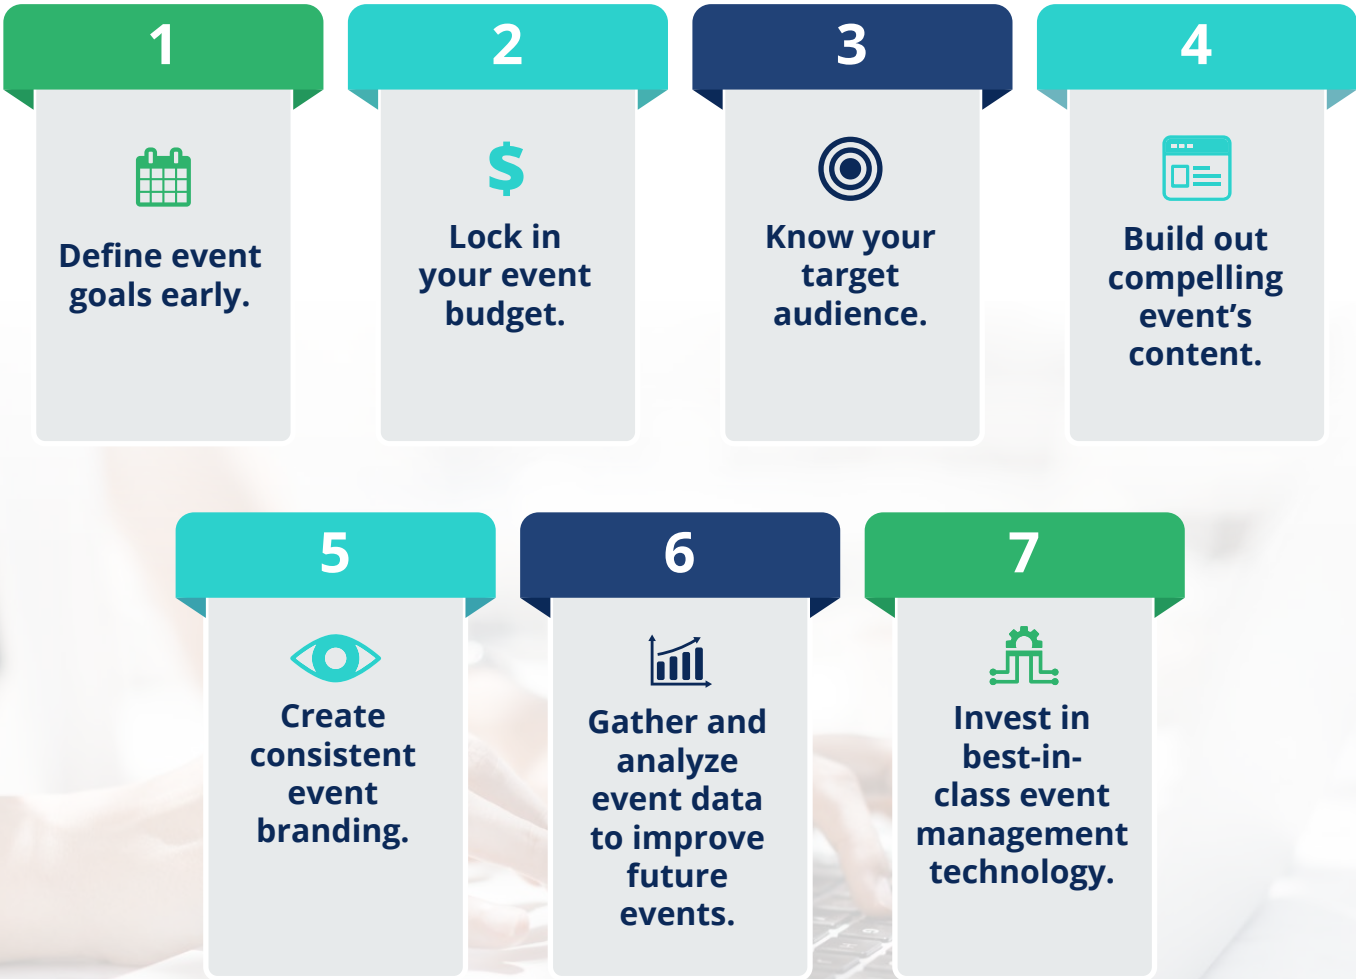 1
Define event
goals early.
2
Lock in
your event
budget.
3
Know your
target
audience.
4
Build out
compelling
event’s
content.
5
Create
consistent
event
branding.
6
Gather and
analyze
event data
to improve
future
events.
7
Invest in
best-in-
class event
management
technology.